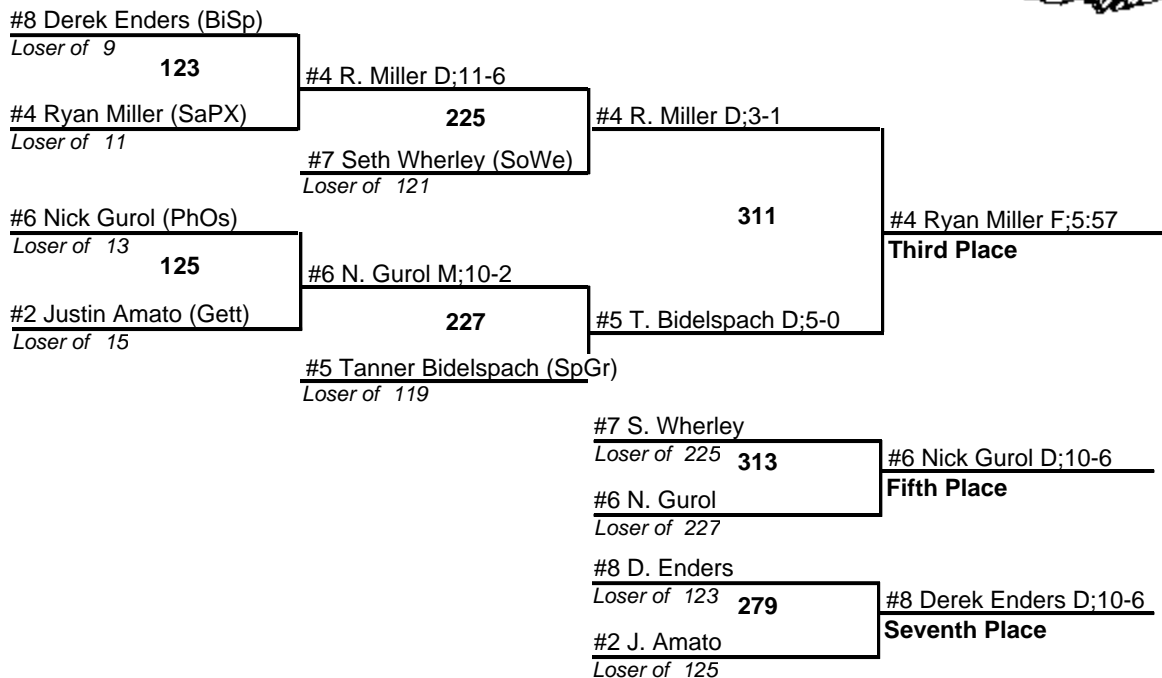 #8 Derek Enders (BiSp)
Loser of 9
123
#4 R. Miller D;11-6
#4 Ryan Miller (SaPX)
Loser of 11
225
#4 R. Miller D;3-1
#7 Seth Wherley (SoWe)
Loser of 121
#6 Nick Gurol (PhOs)
Loser of 13
311
#4 Ryan Miller F;5:57
Third Place
125
#6 N. Gurol M;10-2
#2 Justin Amato (Gett)
Loser of 15
227
#5 T. Bidelspach D;5-0
#5 Tanner Bidelspach (SpGr)
Loser of 119
#7 S. Wherley
Loser of 225
313
#6 Nick Gurol D;10-6
Fifth Place
#6 N. Gurol
Loser of 227
#8 D. Enders
Loser of 123
279
#8 Derek Enders D;10-6
Seventh Place
#2 J. Amato
Loser of 125